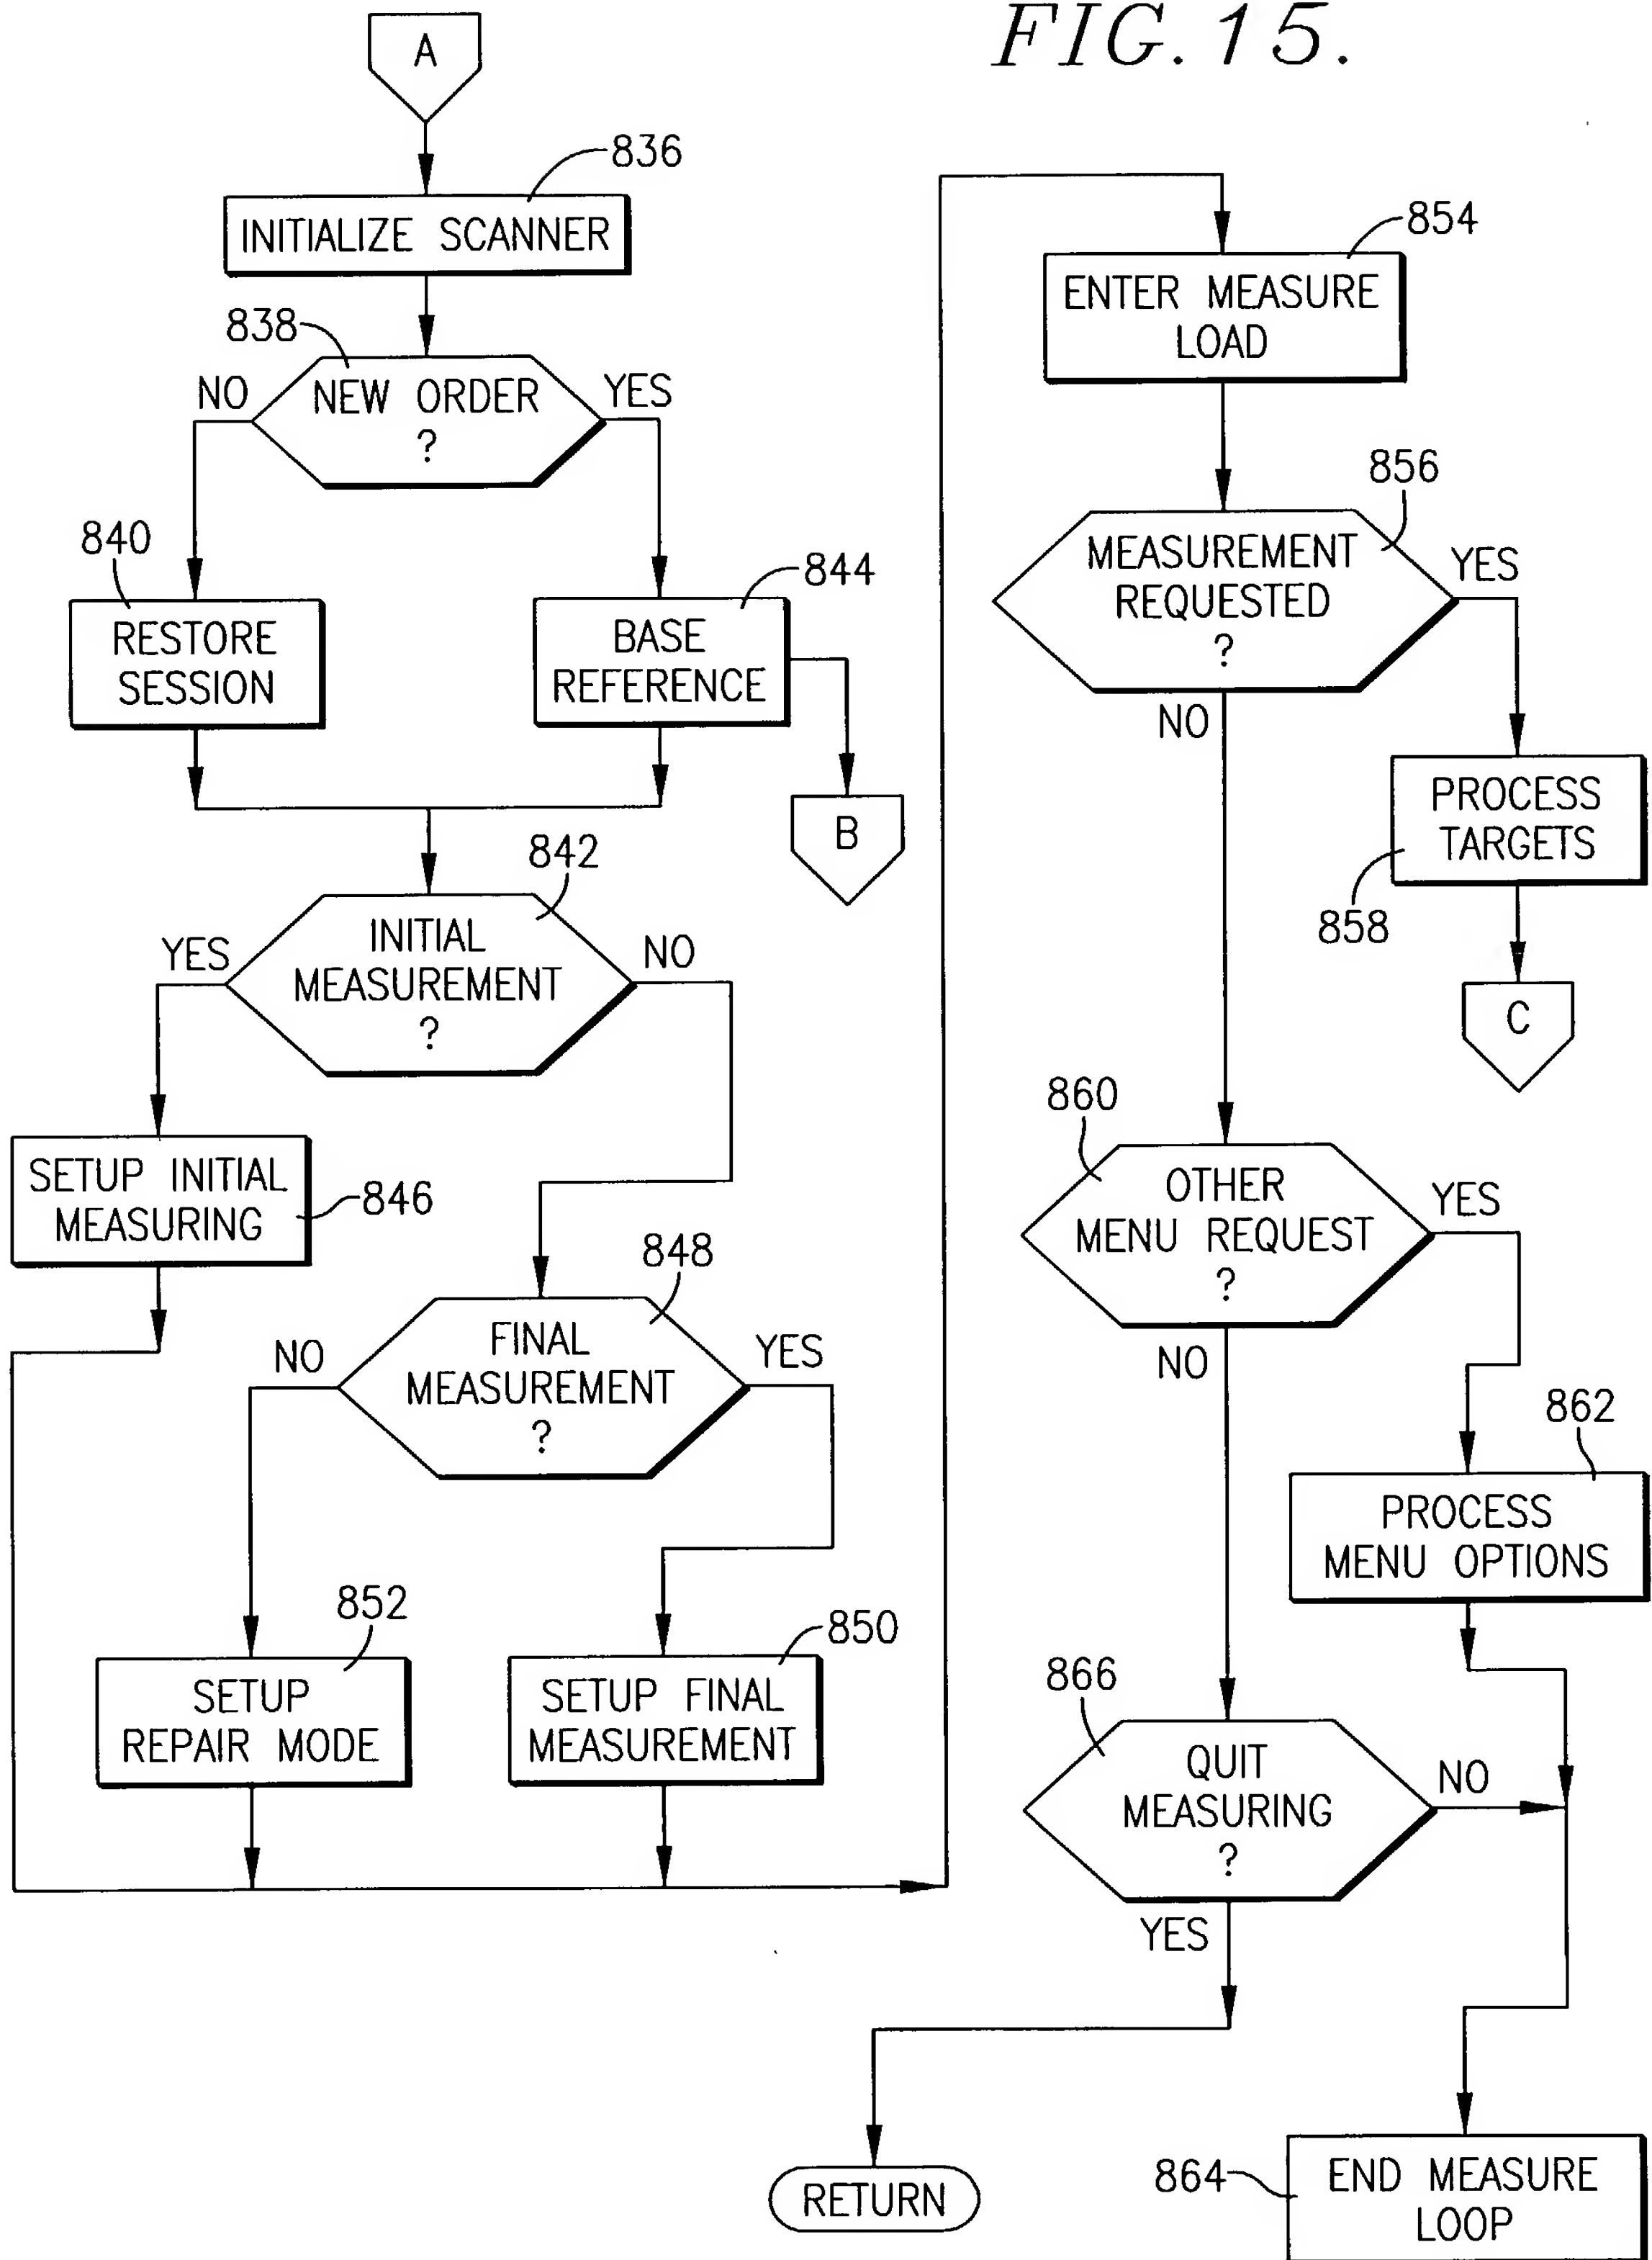 FIG. 15.
A
836
INITIALIZE SCANNER
838
NO
NEW ORDER
?
YES
840
RESTORE
SESSION
844
BASE
REFERENCE
B
842
YES
INITIAL
MEASUREMENT
?
NO
SETUP INITIAL
MEASURING
846
848
NO
FINAL
MEASUREMENT
?
YES
852
SETUP
REPAIR MODE
850
SETUP FINAL
MEASUREMENT
854
ENTER MEASURE
LOAD
856
MEASUREMENT
REQUESTED
?
YES
NO
PROCESS
TARGETS
858
C
860
OTHER
MENU REQUEST
?
YES
NO
862
PROCESS
MENU OPTIONS
866
QUIT
MEASURING
?
NO
YES
RETURN
864
END MEASURE
LOOP